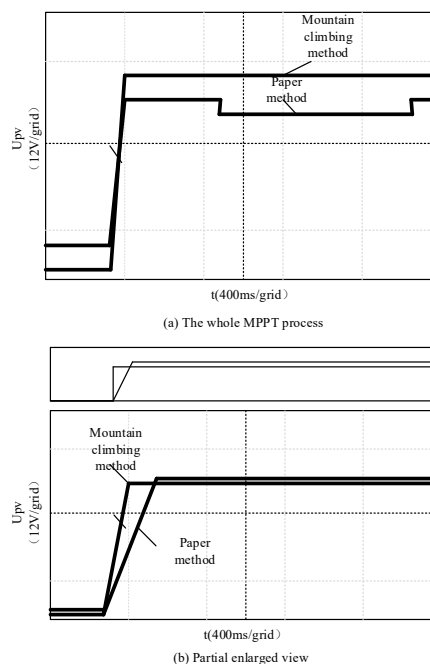 Mountain
climbing
method
Paper
method
Upv
（12V/grid）
t(400ms/grid）
(a) The whole MPPT process
Mountain
climbing
method
Paper
method
Upv
（12V/grid）
t(400ms/grid）
(b) Partial enlarged view